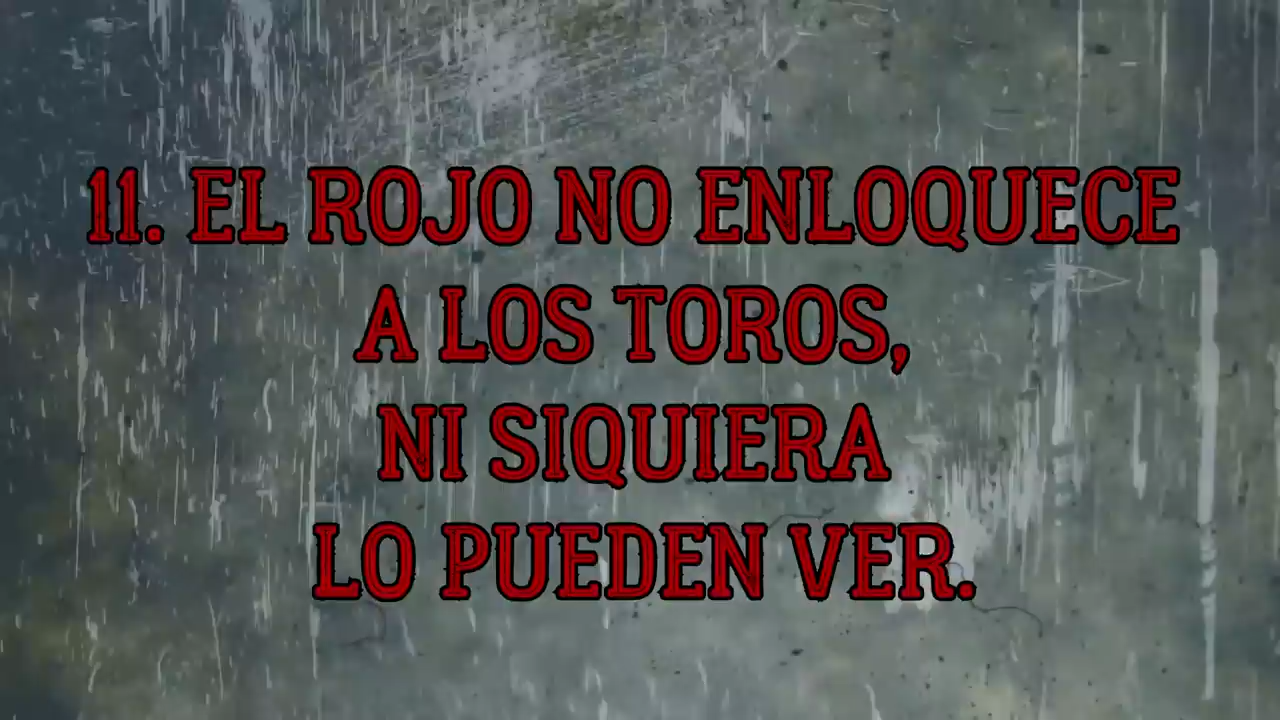 11. EL ROJO NO ENLOQUECE
A LOS TOROS,
NI SIQUIERA
LO PUEDEN VER.